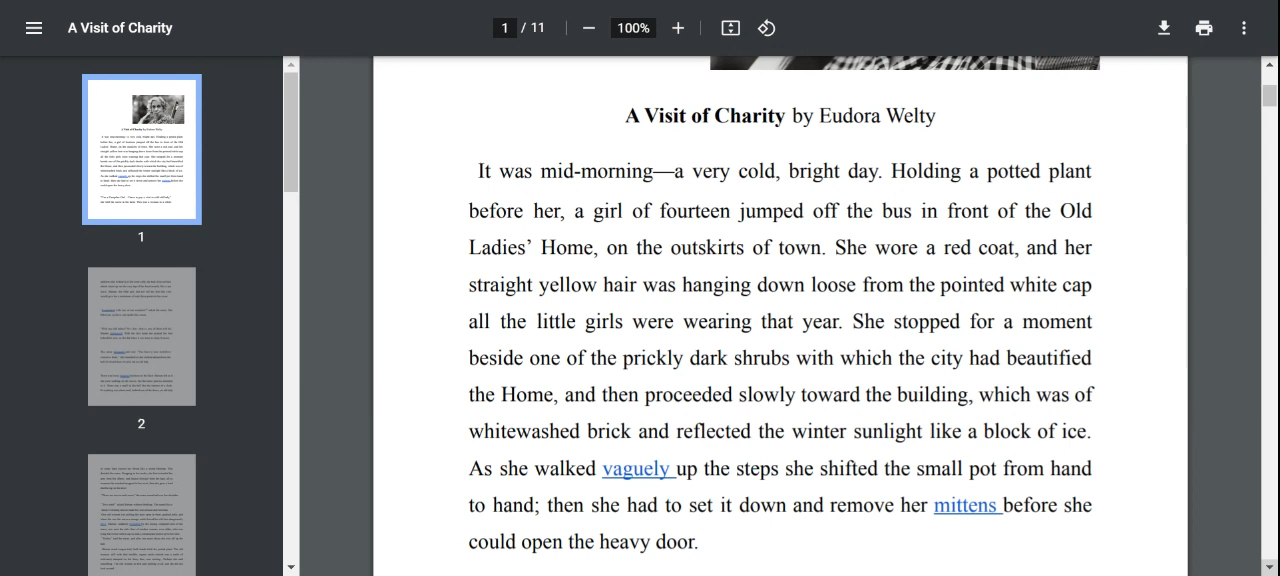 A Visit of Charity
1 / 11
100%
A Visit of Charity by Eudora Welty
It was mid-morning—a very cold, bright day. Holding a potted plant
before her, a girl of fourteen jumped off the bus in front of the Old
Ladies’ Home, on the outskirts of town. She wore a red coat, and her
straight yellow hair was hanging down loose from the pointed white cap
all the little girls were wearing that year. She stopped for a moment
beside one of the prickly dark shrubs with which the city had beautified
the Home, and then proceeded slowly toward the building, which was of
whitewashed brick and reflected the winter sunlight like a block of ice.
As she walked vaguely up the steps she shifted the small pot from hand
to hand; then she had to set it down and remove her mittens before she
could open the heavy door.
1
2